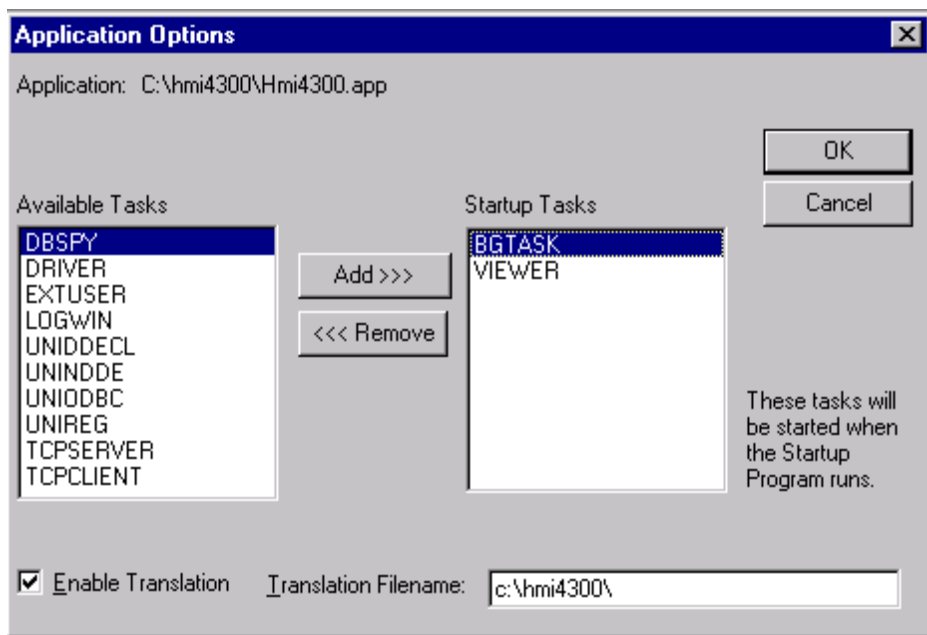 Application Options
Application: C:\hmi4300\Hmi4300.app
OK
Cancel
Available Tasks
DBSPY
DRIVER
EXTUSER
LOGWIN
UNIDDECL
UNINDDE
UNIODBC
UNIREG
TCPSERVER
TCPCLIENT
Add >>>
<<< Remove
Startup Tasks
BGTASK
VIEWER
These tasks will
be started when
the Startup
Program runs.
Enable Translation
Translation Filename:
c:\hmi4300\